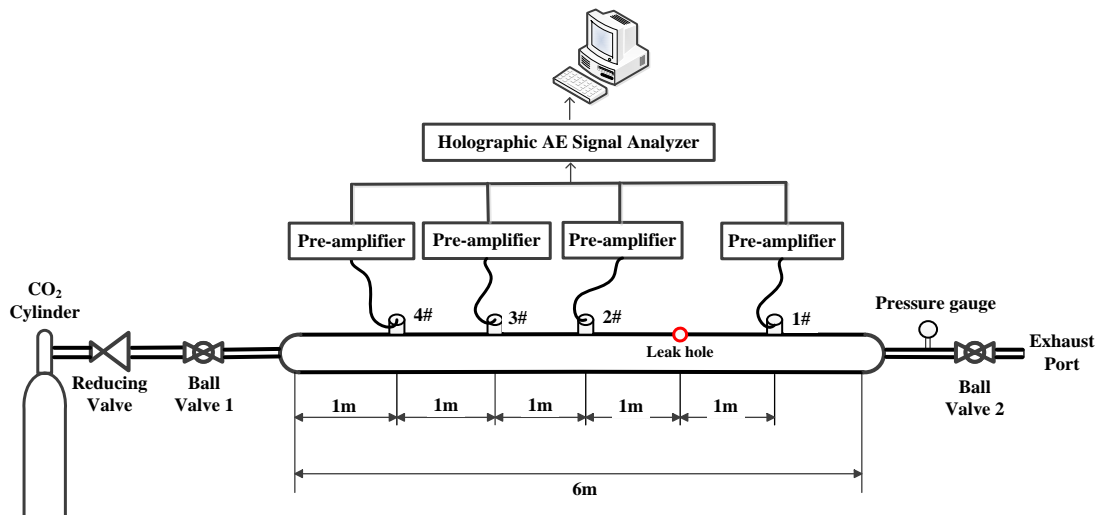 Holographic AE Signal Analyzer
Pre-amplifier
Pre-amplifier
Pre-amplifier
Pre-amplifier
CO₂
Cylinder
4#
3#
2#
1#
Pressure gauge
Exhaust
Port
Leak hole
Reducing
Valve
Ball
Valve 1
Ball
Valve 2
1m
1m
1m
1m
1m
6m